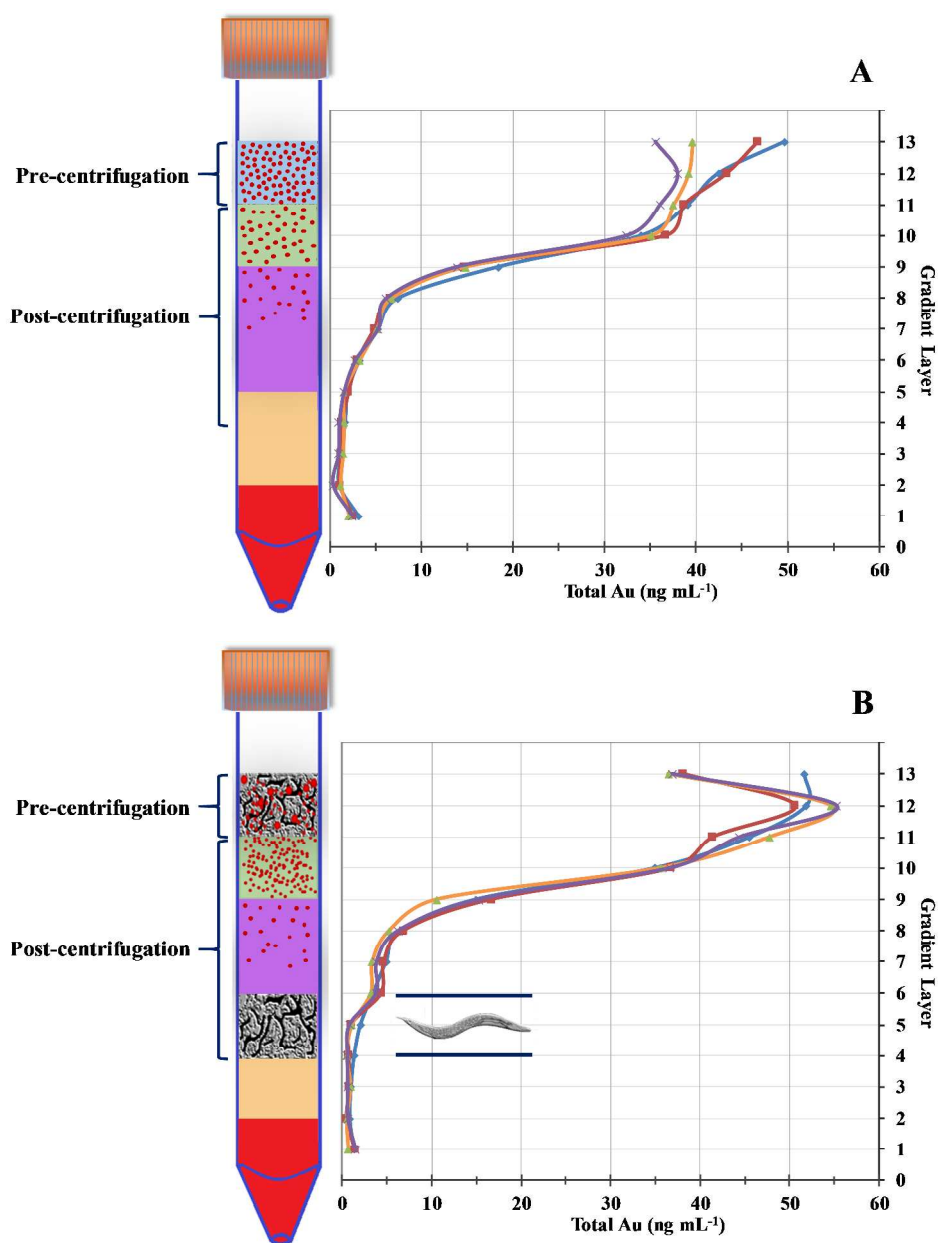 A
Pre-centrifugation
Post-centrifugation
13
12
11
10
9
8
7
6
5
4
3
2
1
0
Gradient Layer
0 10 20 30 40 50 60
Total Au (ng mL⁻¹)
B
Pre-centrifugation
Post-centrifugation
13
12
11
10
9
8
7
6
5
4
3
2
1
0
Gradient Layer
0 10 20 30 40 50 60
Total Au (ng mL⁻¹)